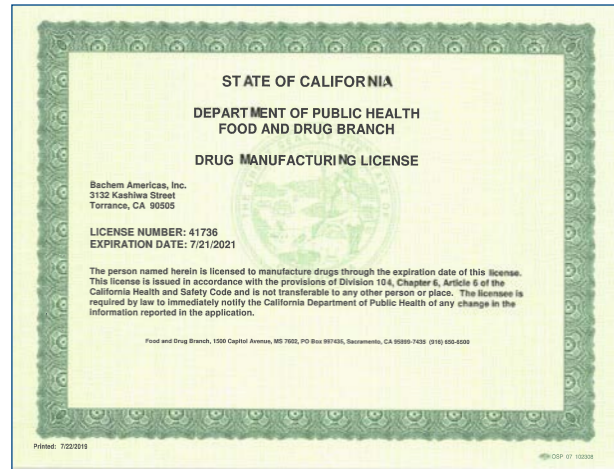 STATE OF CALIFORNIA
DEPARTMENT OF PUBLIC HEALTH
FOOD AND DRUG BRANCH
DRUG MANUFACTURING LICENSE
Bachem Americas, Inc.
3132 Kashiwa Street
Torrance, CA 90505
LICENSE NUMBER: 41736
EXPIRATION DATE: 7/21/2021
The person named herein is licensed to manufacture drugs through the expiration date of this license.
This license is issued in accordance with the provisions of Division 104, Chapter 6, Article 6 of the
California Health and Safety Code and is not transferable to any other person or place. The licensee is
required by law to immediately notify the California Department of Public Health of any change in the
information reported in the application.
Food and Drug Branch, 1500 Capitol Avenue, MS 7602, PO Box 997435, Sacramento, CA 95899-7435 (916) 650-6500
Printed: 7/22/2019
OSP 07 102308